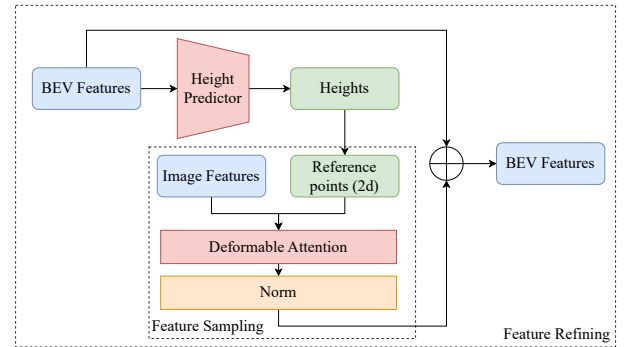 BEV Features
Height
Predictor
Heights
BEV Features
Image Features
Reference
points (2d)
Deformable Attention
Norm
Feature Sampling
Feature Refining